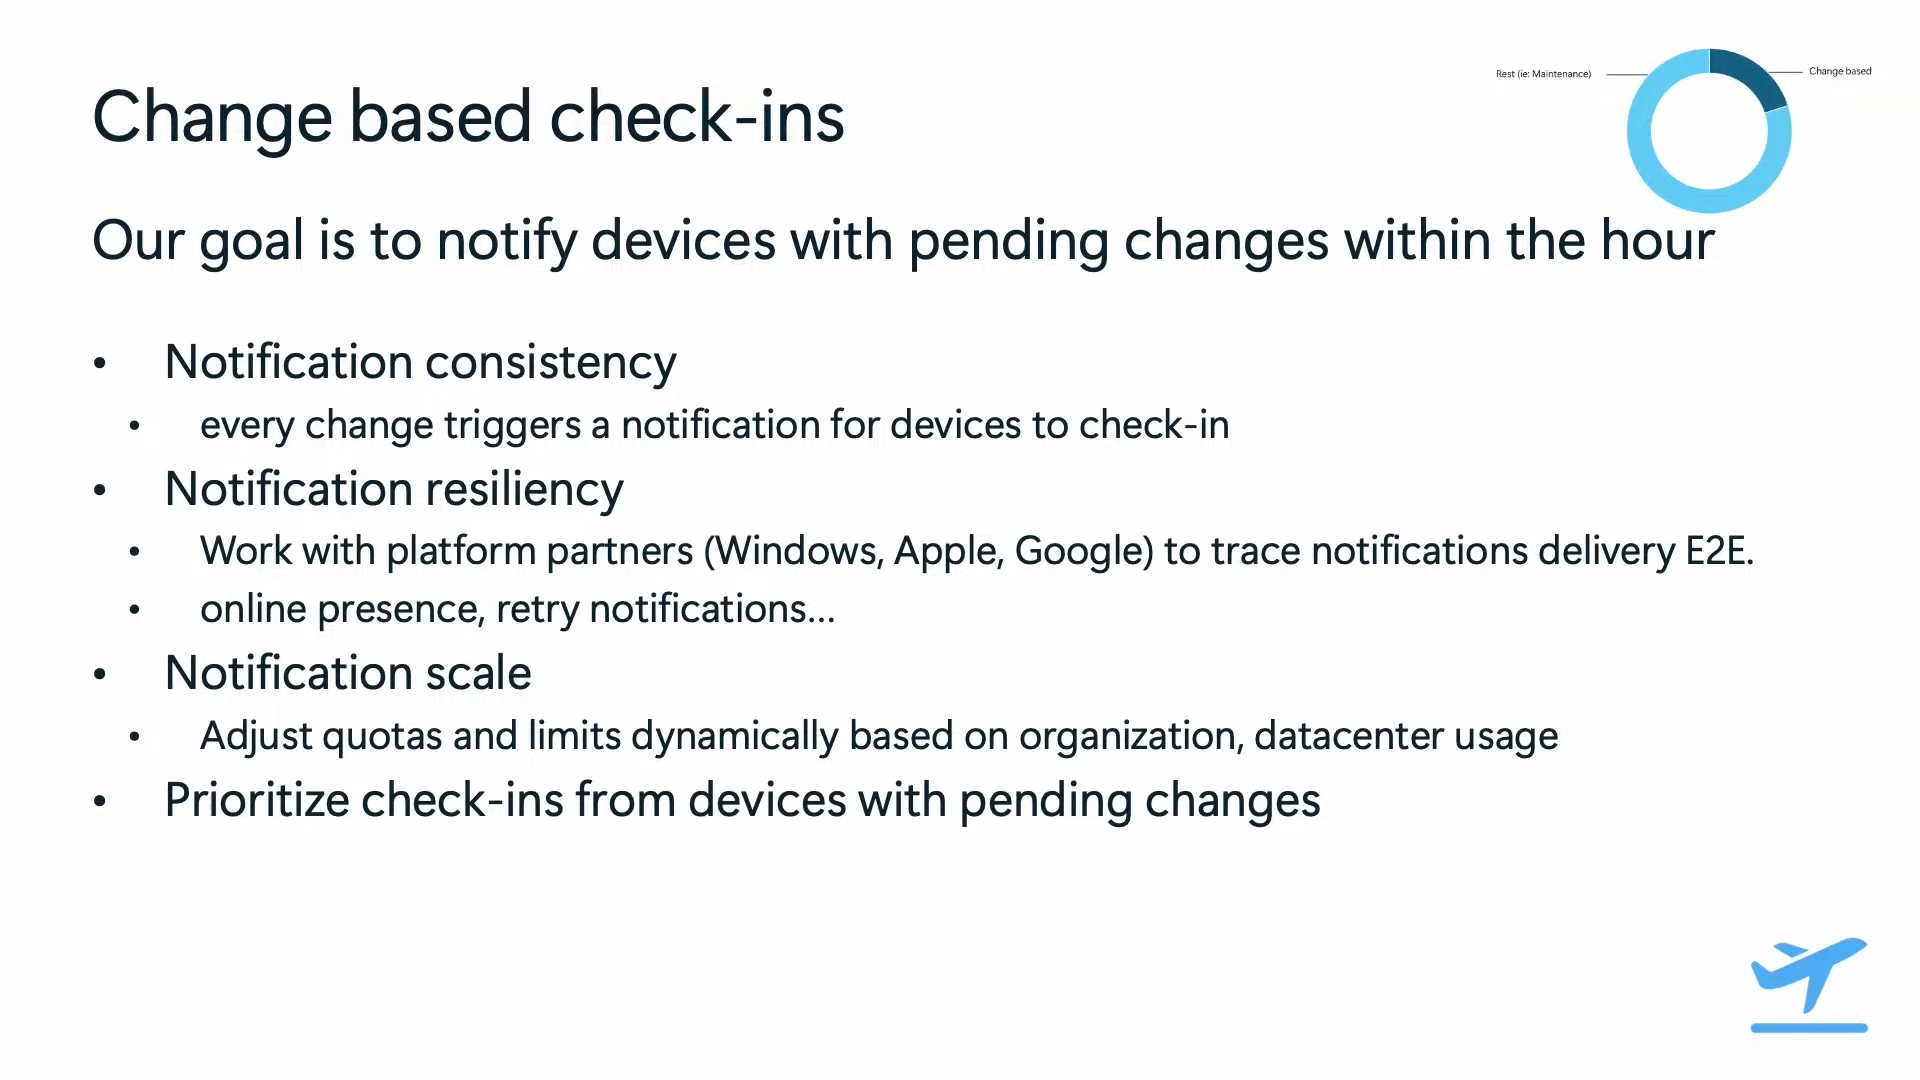 Rest (ie: Maintenance)
Change based
Change based check-ins
Our goal is to notify devices with pending changes within the hour
• Notification consistency
• every change triggers a notification for devices to check-in
• Notification resiliency
• Work with platform partners (Windows, Apple, Google) to trace notifications delivery E2E.
• online presence, retry notifications...
• Notification scale
• Adjust quotas and limits dynamically based on organization, datacenter usage
• Prioritize check-ins from devices with pending changes